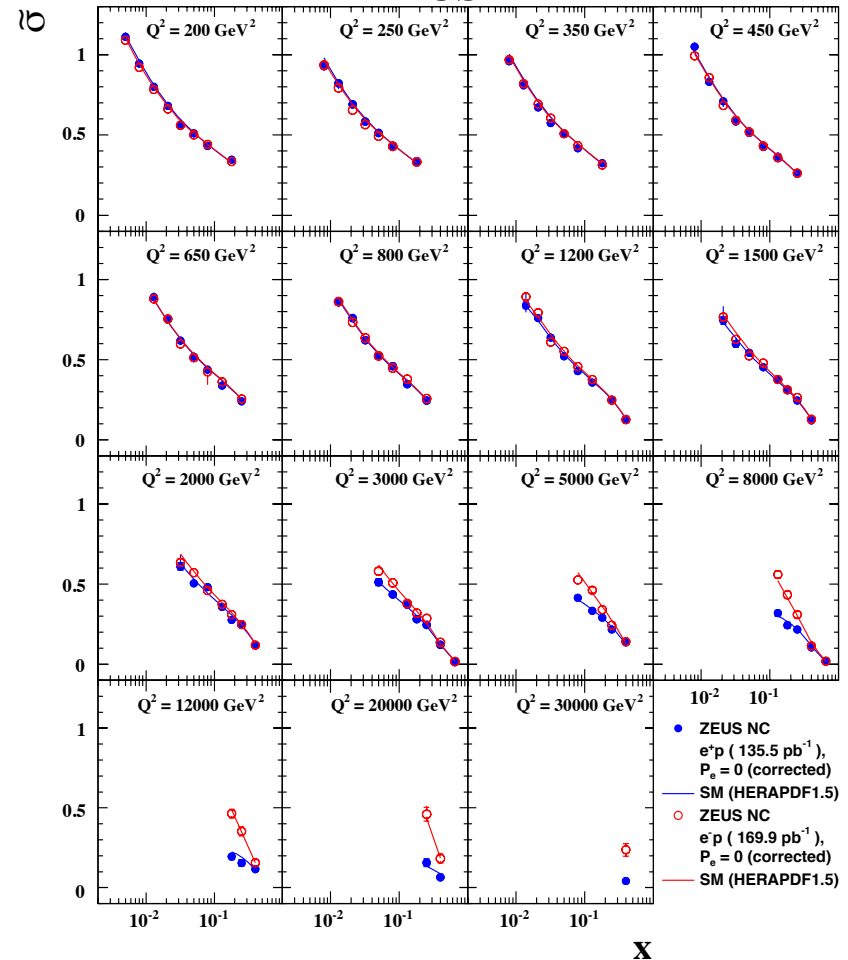 σ̃
Q² = 200 GeV²
Q² = 250 GeV²
Q² = 350 GeV²
Q² = 450 GeV²
1
0.5
0
Q² = 650 GeV²
Q² = 800 GeV²
Q² = 1200 GeV²
Q² = 1500 GeV²
1
0.5
0
Q² = 2000 GeV²
Q² = 3000 GeV²
Q² = 5000 GeV²
Q² = 8000 GeV²
1
0.5
0
10⁻² 10⁻¹
Q² = 12000 GeV²
Q² = 20000 GeV²
Q² = 30000 GeV²
1
0.5
0
10⁻² 10⁻¹
10⁻² 10⁻¹
10⁻² 10⁻¹
ZEUS NC
e⁺p ( 135.5 pb⁻¹ ),
Pₑ = 0 (corrected)
SM (HERAPDF1.5)
ZEUS NC
e⁻p ( 169.9 pb⁻¹ ),
Pₑ = 0 (corrected)
SM (HERAPDF1.5)
x